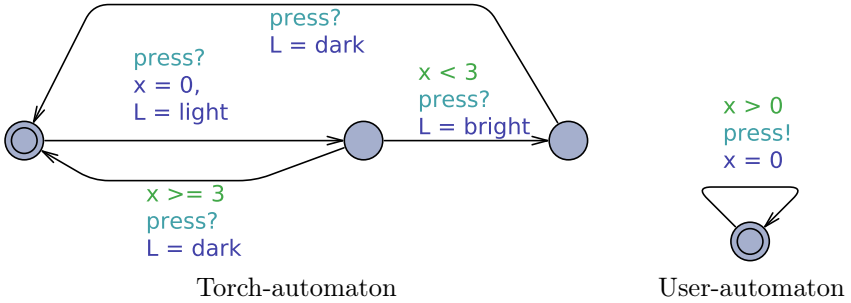 press?
L = dark
press?
x = 0,
L = light
x < 3
press?
L = bright
x >= 3
press?
L = dark
Torch-automaton
x > 0
press!
x = 0
User-automaton